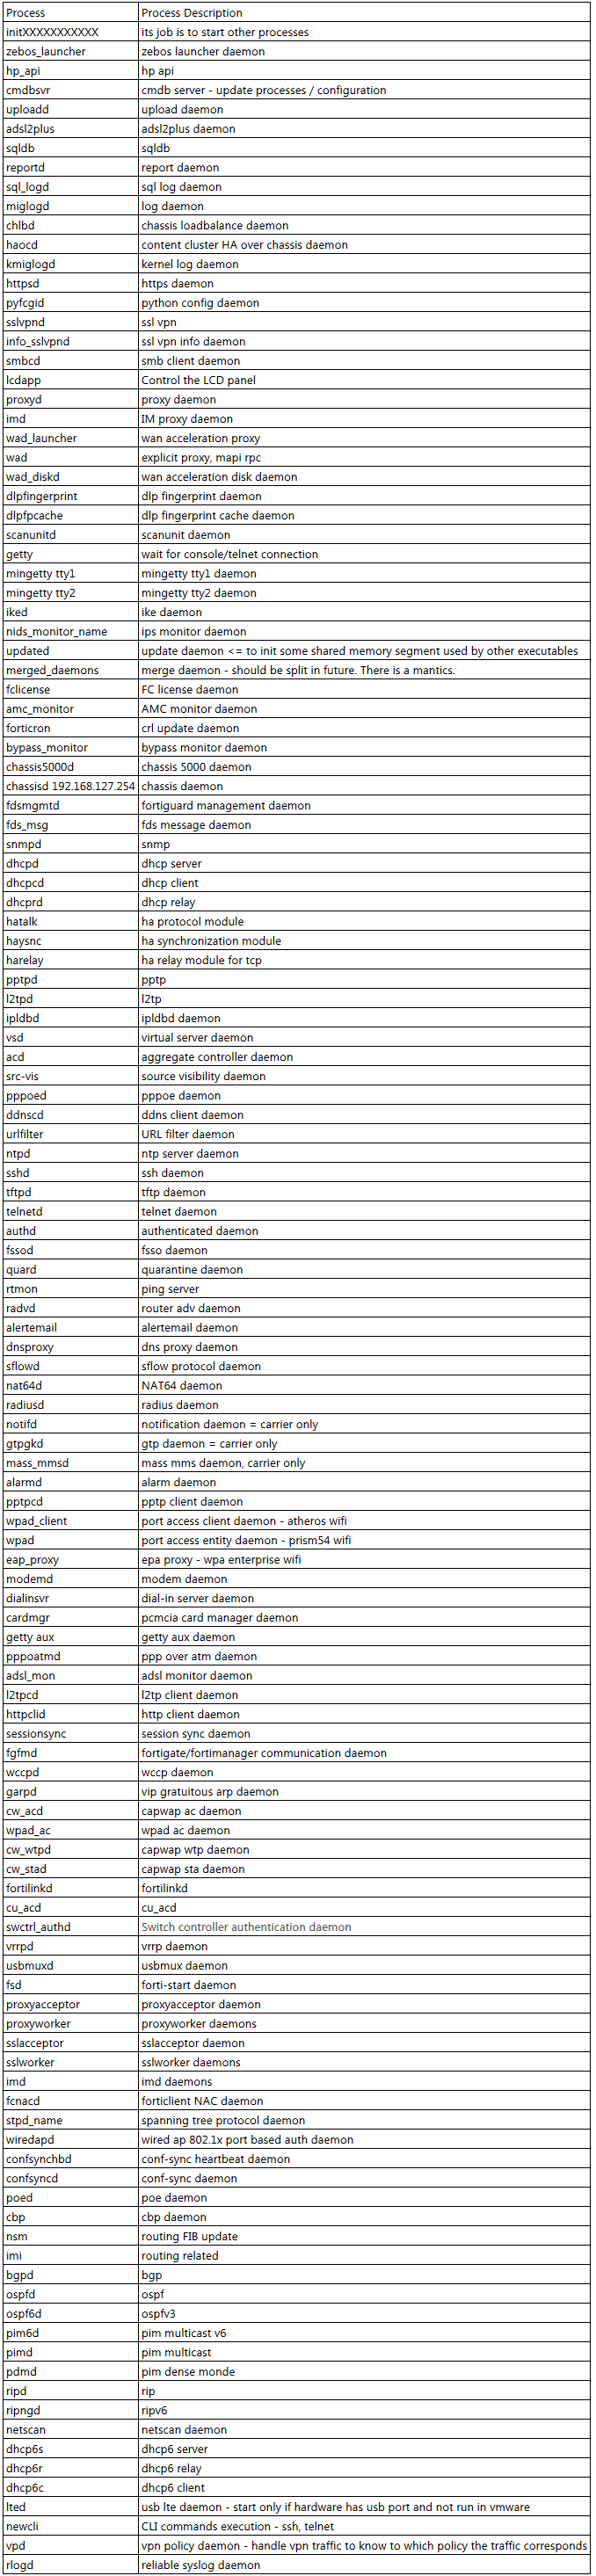 Process Process Description
initXXXXXXXXXXX its job is to start other processes
zebos_launcher zebos launcher daemon
hp_api hp api
cmdbsvr cmdb server - update processes / configuration
uploadd upload daemon
adsl2plus adsl2plus daemon
sqldb sqldb
reportd report daemon
sql_logd sql log daemon
miglogd log daemon
chlbd chassis loadbalance daemon
haocd content cluster HA over chassis daemon
kmiglogd kernel log daemon
httpsd https daemon
pyfcgid python config daemon
sslvpnd ssl vpn
info_sslvpnd ssl vpn info daemon
smbcd smb client daemon
lcdapp Control the LCD panel
proxyd proxy daemon
imd IM proxy daemon
wad_launcher wan acceleration proxy
wad explicit proxy, mapi rpc
wad_diskd wan acceleration disk daemon
dlpfingerprint dlp fingerprint daemon
dlpfpcache dlp fingerprint cache daemon
scanunitd scanunit daemon
getty wait for console/telnet connection
mingetty tty1 mingetty tty1 daemon
mingetty tty2 mingetty tty2 daemon
iked ike daemon
nids_monitor_name ips monitor daemon
updated update daemon <= to init some shared memory segment used by other executables
merged_daemons merge daemon - should be split in future. There is a mantics.
fclicense FC license daemon
amc_monitor AMC monitor daemon
forticron crl update daemon
bypass_monitor bypass monitor daemon
chassis5000d chassis 5000 daemon
chassisd 192.168.127.254 chassis daemon
fdsmgmtd fortiguard management daemon
fds_msg fds message daemon
snmpd snmp
dhcpd dhcp server
dhcpcd dhcp client
dhcprd dhcp relay
hatalk ha protocol module
haysnc ha synchronization module
harelay ha relay module for tcp
pptpd pptp
l2tpd l2tp
ipldbd ipldbd daemon
vsd virtual server daemon
acd aggregate controller daemon
src-vis source visibility daemon
pppoed pppoe daemon
ddnscd ddns client daemon
urlfilter URL filter daemon
ntpd ntp server daemon
sshd ssh daemon
tftpd tftp daemon
telnetd telnet daemon
authd authenticated daemon
fssod fsso daemon
quard quarantine daemon
rtmon ping server
radvd router adv daemon
alertemail alertemail daemon
dnsproxy dns proxy daemon
sflowd sflow protocol daemon
nat64d NAT64 daemon
radiusd radius daemon
notifd notification daemon = carrier only
gtpgkd gtp daemon = carrier only
mass_mmsd mass mms daemon, carrier only
alarmd alarm daemon
pptpcd pptp client daemon
wpad_client port access client daemon - atheros wifi
wpad port access entity daemon - prism54 wifi
eap_proxy epa proxy - wpa enterprise wifi
modemd modem daemon
dialinsvr dial-in server daemon
cardmgr pcmcia card manager daemon
getty aux getty aux daemon
pppoatmd ppp over atm daemon
adsl_mon adsl monitor daemon
l2tpcd l2tp client daemon
httpclid http client daemon
sessionsync session sync daemon
fgfmd fortigate/fortimanager communication daemon
wccpd wccp daemon
garpd vip gratuitous arp daemon
cw_acd capwap ac daemon
wpad_ac wpad ac daemon
cw_wtpd capwap wtp daemon
cw_stad capwap sta daemon
fortilinkd fortilinkd
cu_acd cu_acd
swctrl_authd Switch controller authentication daemon
vrrpd vrrp daemon
usbmuxd usbmux daemon
fsd forti-start daemon
proxyacceptor proxyacceptor daemon
proxyworker proxyworker daemons
sslacceptor sslacceptor daemon
sslworker sslworker daemons
imd imd daemons
fcnacd forticlient NAC daemon
stpd_name spanning tree protocol daemon
wiredapd wired ap 802.1x port based auth daemon
confsynchbd conf-sync heartbeat daemon
confsyncd conf-sync daemon
poed poe daemon
cbp cbp daemon
nsm routing FIB update
imi routing related
bgpd bgp
ospfd ospf
ospf6d ospfv3
pim6d pim multicast v6
pimd pim multicast
pdmd pim dense monde
ripd rip
ripngd ripv6
netscan netscan daemon
dhcp6s dhcp6 server
dhcp6r dhcp6 relay
dhcp6c dhcp6 client
lted usb lte daemon - start only if hardware has usb port and not run in vmware
newcli CLI commands execution - ssh, telnet
vpd vpn policy daemon - handle vpn traffic to know to which policy the traffic corresponds
rlogd reliable syslog daemon